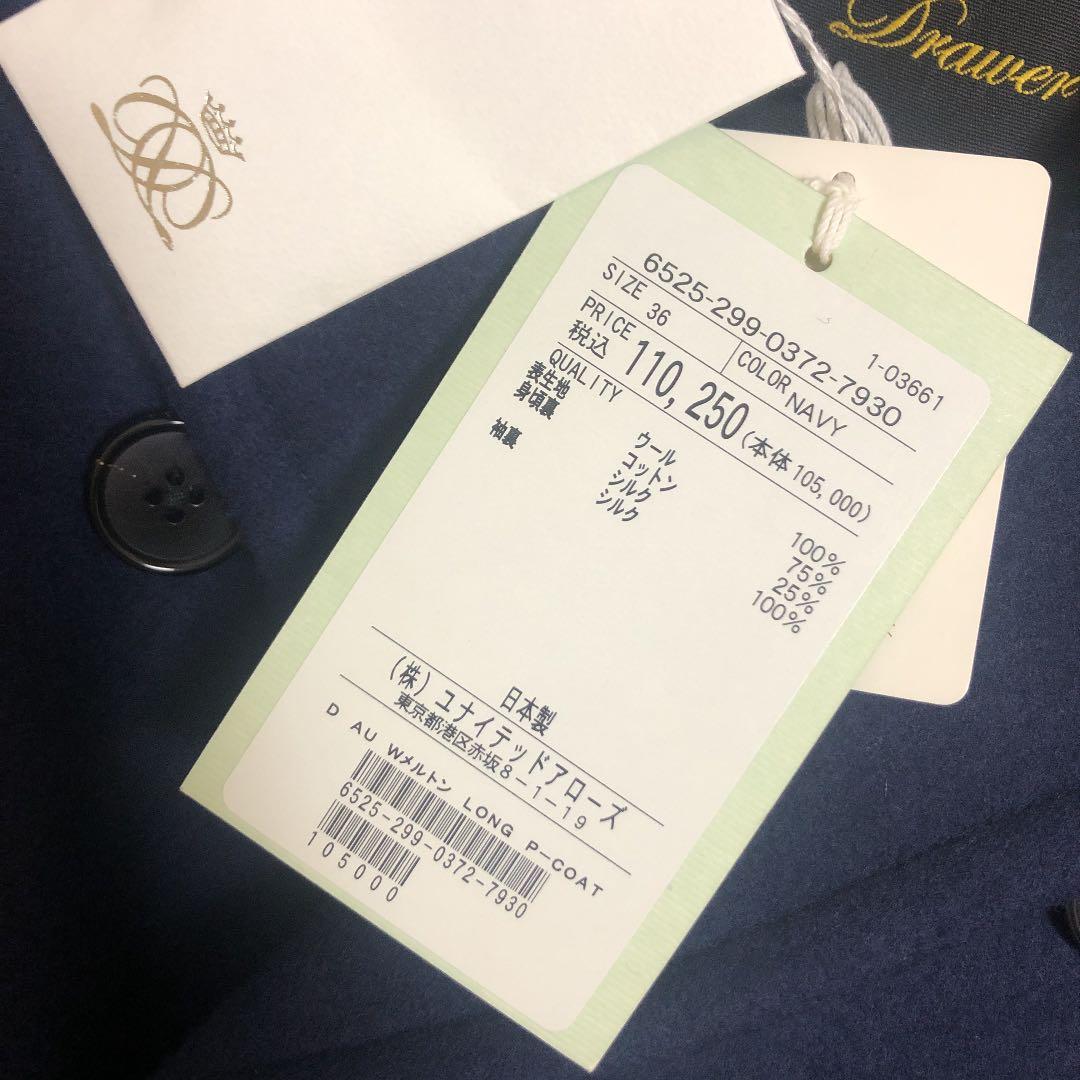 Drawer
1-03661
6525-299-0372-7930
SIZE 36 COLOR NAVY
PRICE
税込 110,250(本体105,000)
QUALITY
表生地 ウール 100%
身頃裏 コットン 75%
シルク 25%
袖裏 シルク 100%
日本製
(株)ユナイテッドアローズ
東京都港区赤坂8-1-19
D AU Wメルトン LONG P-COAT
6525-299-0372-7930
105000